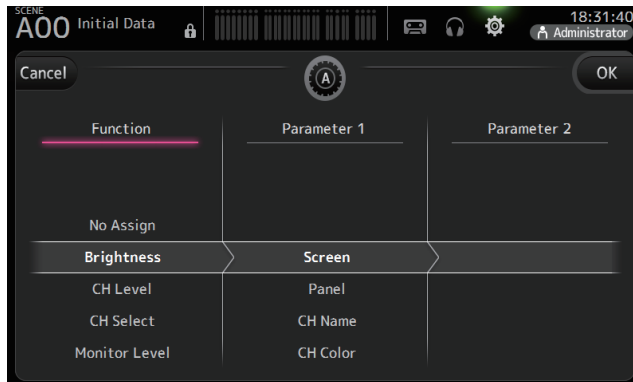 SCENE
A00 Initial Data
18:31:40
Administrator
Cancel
A
OK
Function Parameter 1 Parameter 2
No Assign
Brightness Screen
CH Level Panel
CH Select CH Name
Monitor Level CH Color